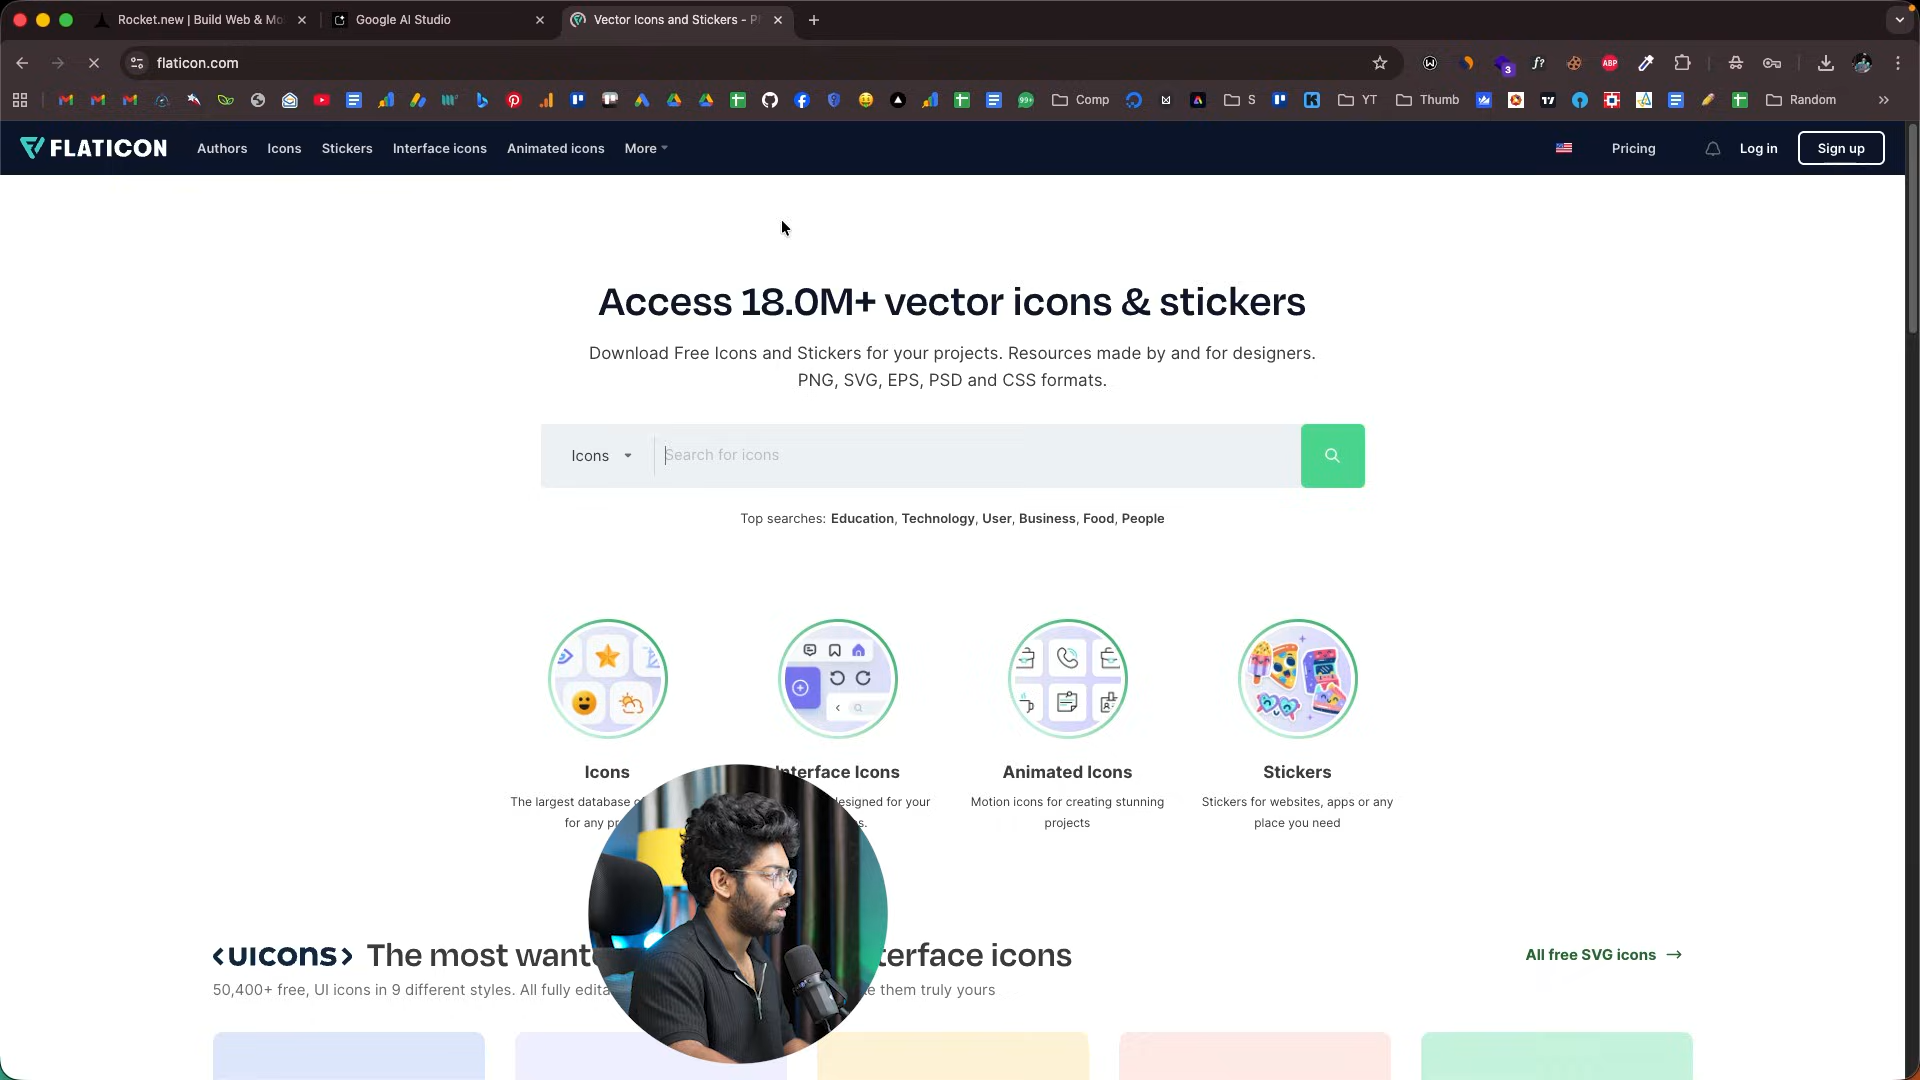 Rocket.new | Build Web & Mo
Google AI Studio
Vector Icons and Stickers - P
flaticon.com
Comp
S
YT
Thumb
Random
FLATICON
Authors
Icons
Stickers
Interface icons
Animated icons
More
Pricing
Log in
Sign up
Access 18.0M+ vector icons & stickers
Download Free Icons and Stickers for your projects. Resources made by and for designers.
PNG, SVG, EPS, PSD and CSS formats.
Icons
Search for icons
Top searches: Education, Technology, User, Business, Food, People
Icons
The largest database
for any
Interface Icons
designed for your
Animated Icons
Motion icons for creating stunning
projects
Stickers
Stickers for websites, apps or any
place you need
<uicons> The most want terface icons
50,400+ free, UI icons in 9 different styles. All fully edita e them truly yours
All free SVG icons →